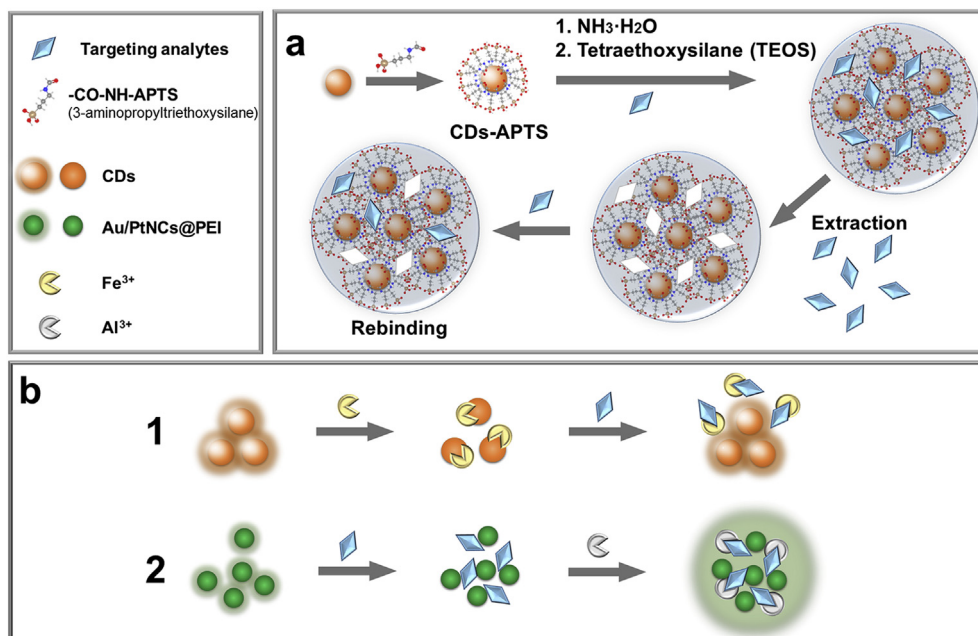 Targeting analytes
-CO-NH-APTS
(3-aminopropyltriethoxysilane)
CDs
Au/PtNCs@PEI
Fe³⁺
Al³⁺
a
1. NH₃·H₂O
2. Tetraethoxysilane (TEOS)
CDs-APTS
Extraction
Rebinding
b
1
2